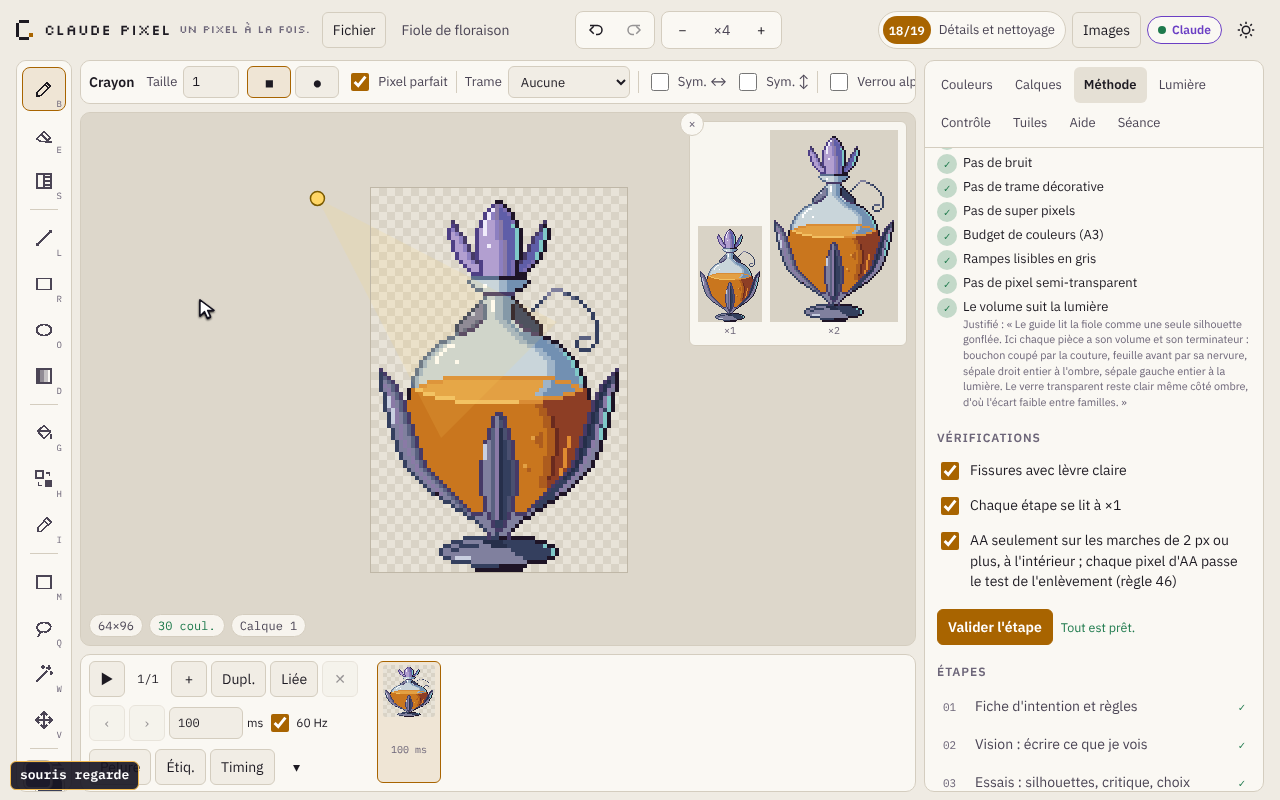 CLAUDE PIXEL UN PIXEL À LA FOIS. Fichier Fiole de floraison − ×4 + 18/19 Détails et nettoyage Images Claude
Crayon Taille 1 Pixel parfait Trame Aucune Sym. ↔ Sym. ↕ Verrou alp
B
E
S
L
R
O
D
G
H
I
M
Q
W
V
×
×1 ×2
64×96 30 coul. Calque 1
1/1 + Dupl. Liée ×
‹ › 100 ms 60 Hz
Étiq. Timing ▼
100 ms
souris regarde
Couleurs Calques Méthode Lumière
Contrôle Tuiles Aide Séance
✓ Pas de bruit
✓ Pas de trame décorative
✓ Pas de super pixels
✓ Budget de couleurs (A3)
✓ Rampes lisibles en gris
✓ Pas de pixel semi-transparent
✓ Le volume suit la lumière
Justifié : « Le guide lit la fiole comme une seule silhouette
gonflée. Ici chaque pièce a son volume et son terminateur :
bouchon coupé par la couture, feuille avant par sa nervure,
sépale droit entier à l'ombre, sépale gauche entier à la
lumière. Le verre transparent reste clair même côté ombre,
d'où l'écart faible entre familles. »
VÉRIFICATIONS
Fissures avec lèvre claire
Chaque étape se lit à ×1
AA seulement sur les marches de 2 px ou
plus, à l'intérieur ; chaque pixel d'AA passe
le test de l'enlèvement (règle 46)
Valider l'étape Tout est prêt.
ÉTAPES
01 Fiche d'intention et règles ✓
02 Vision : écrire ce que je vois ✓
03 Essais : silhouettes, critique, choix ✓